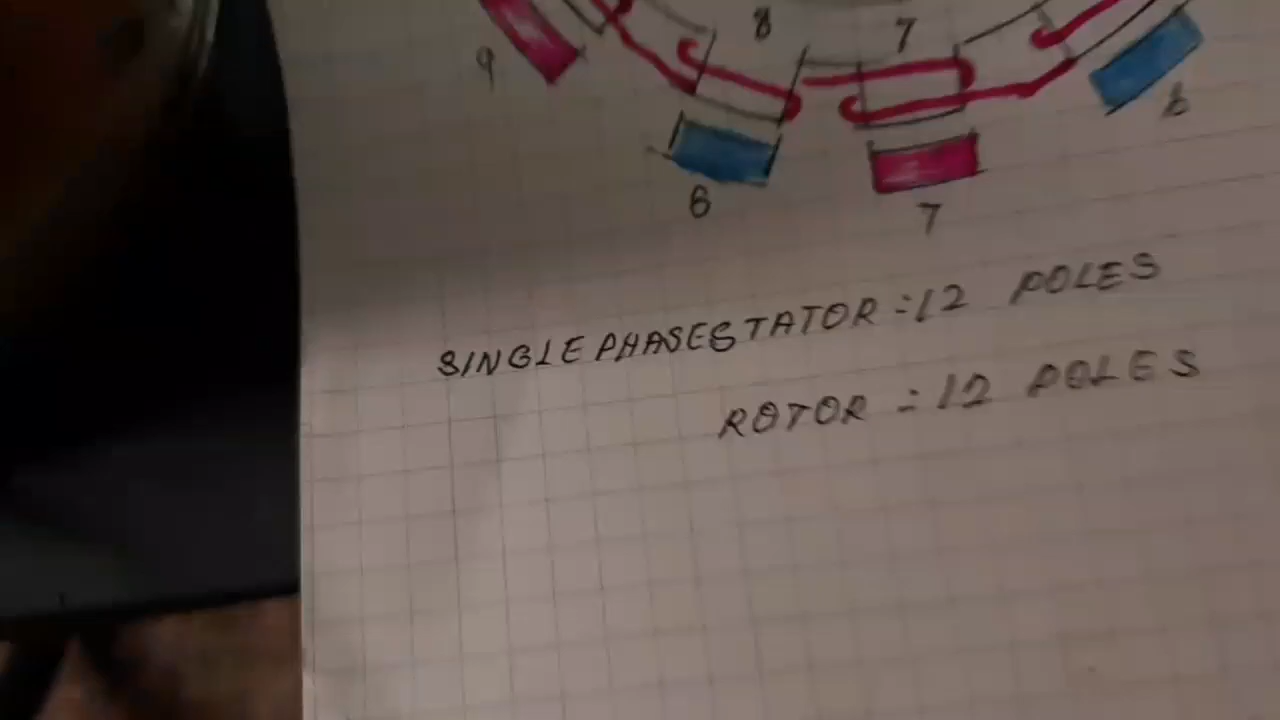 8 7
9
6
6 7
SINGLE PHASE STATOR = 12 POLES
ROTOR = 12 POLES